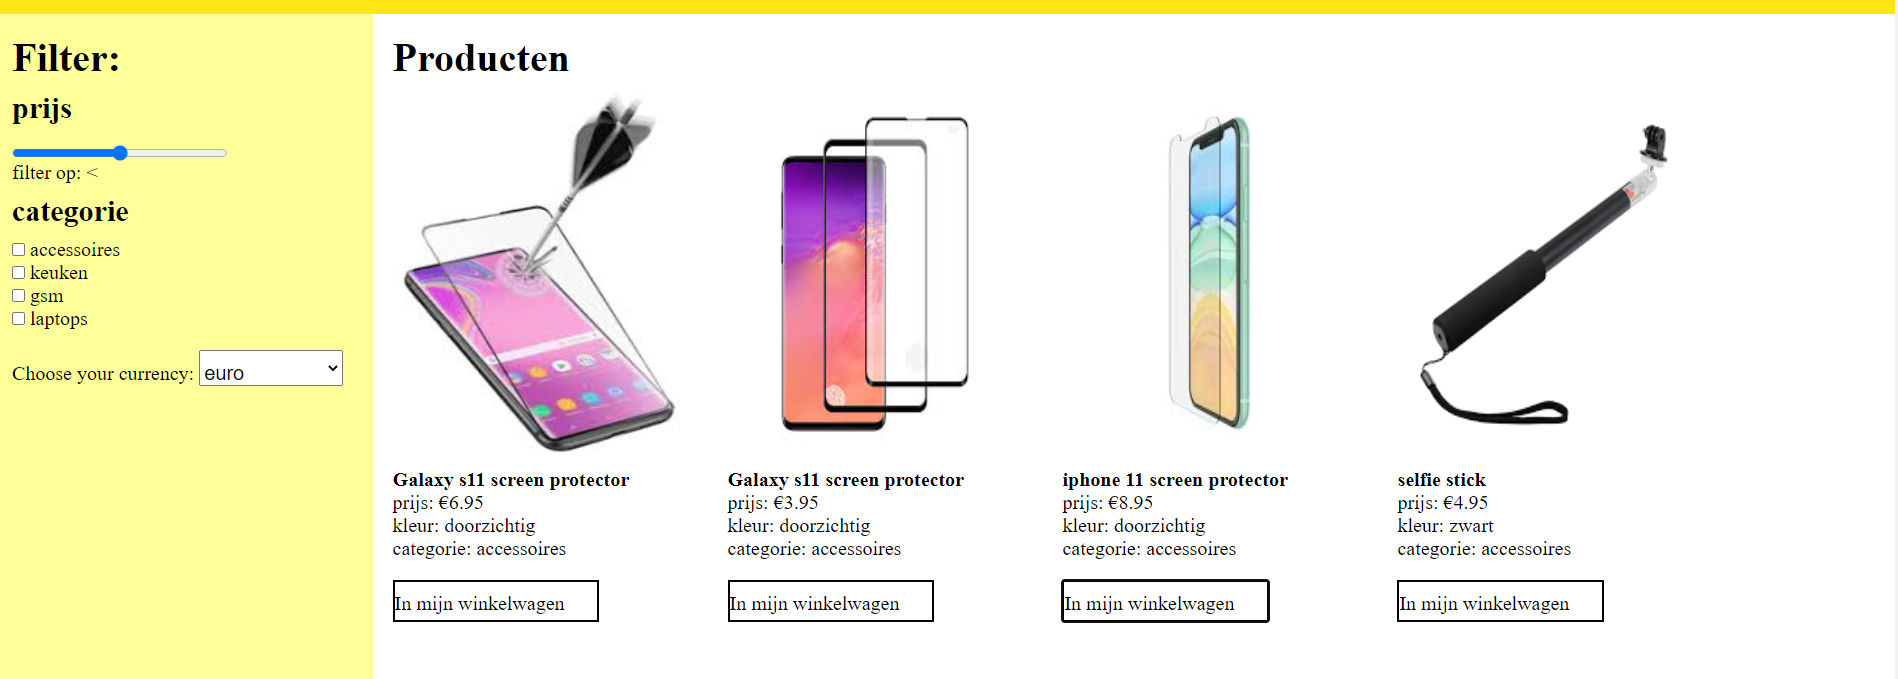 Filter:
prijs
filter op: <
categorie
accessoires
keuken
gsm
laptops
Choose your currency: euro
Producten
Galaxy s11 screen protector
prijs: €6.95
kleur: doorzichtig
categorie: accessoires
In mijn winkelwagen
Galaxy s11 screen protector
prijs: €3.95
kleur: doorzichtig
categorie: accessoires
In mijn winkelwagen
iphone 11 screen protector
prijs: €8.95
kleur: doorzichtig
categorie: accessoires
In mijn winkelwagen
selfie stick
prijs: €4.95
kleur: zwart
categorie: accessoires
In mijn winkelwagen